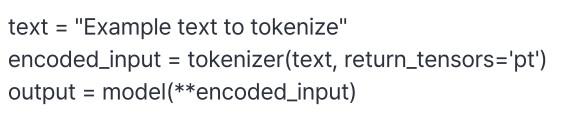 text = "Example text to tokenize"
encoded_input = tokenizer(text, return_tensors='pt')
output = model(**encoded_input)